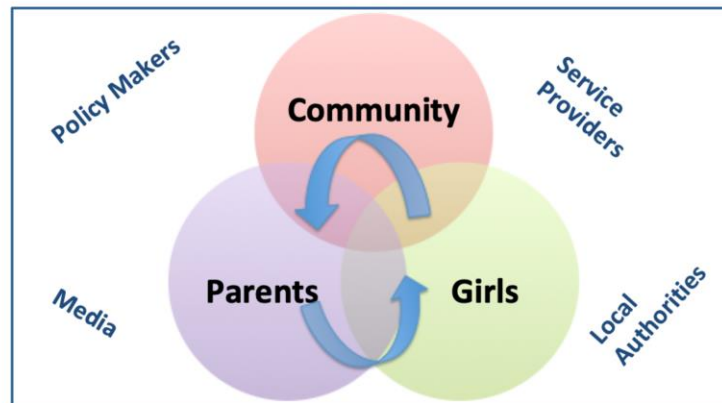 Policy Makers
Service
Providers
Community
Parents
Girls
Media
Local
Authorities